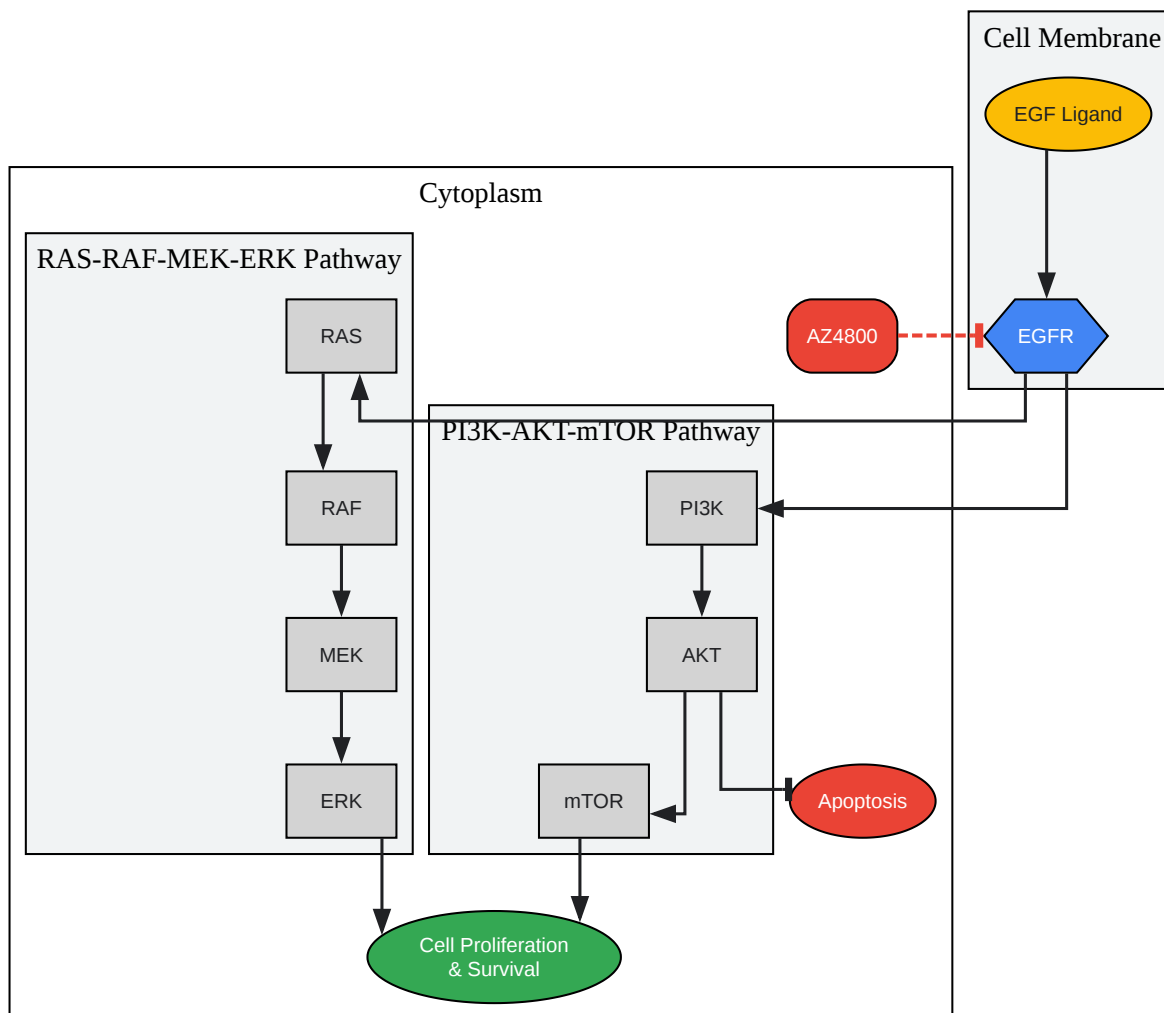 Cell Membrane
EGF Ligand
Cytoplasm
RAS-RAF-MEK-ERK Pathway
RAS
AZ4800
EGFR
PI3K-AKT-mTOR Pathway
RAF
PI3K
MEK
AKT
ERK
mTOR
Apoptosis
Cell Proliferation
& Survival